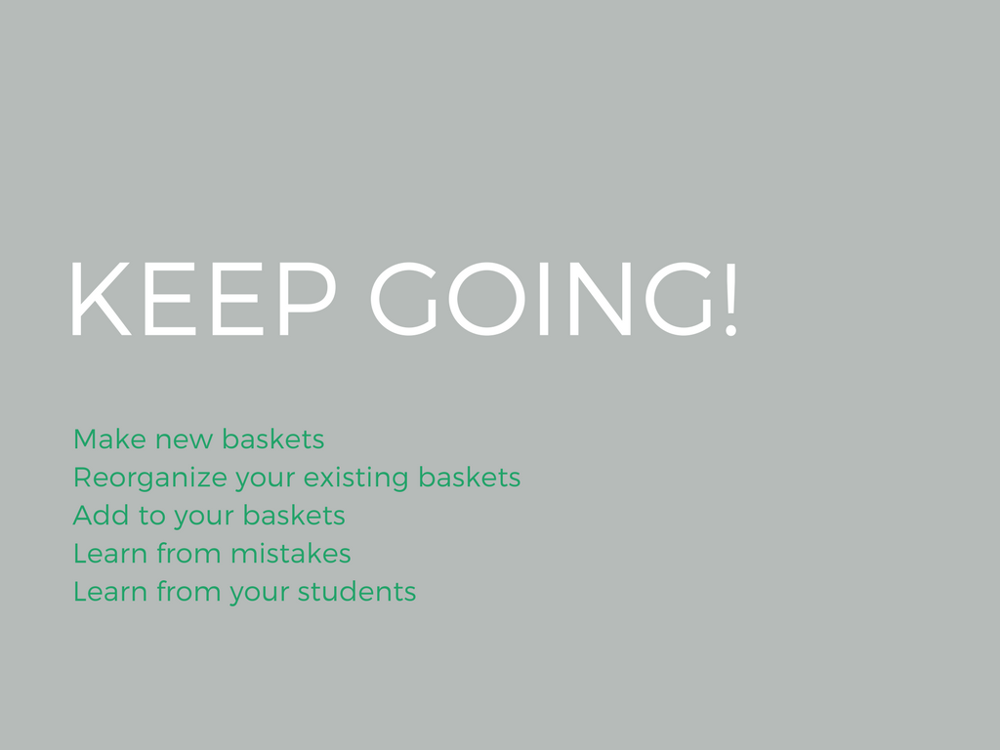 KEEP GOING!
Make new baskets
Reorganize your existing baskets
Add to your baskets
Learn from mistakes
Learn from your students